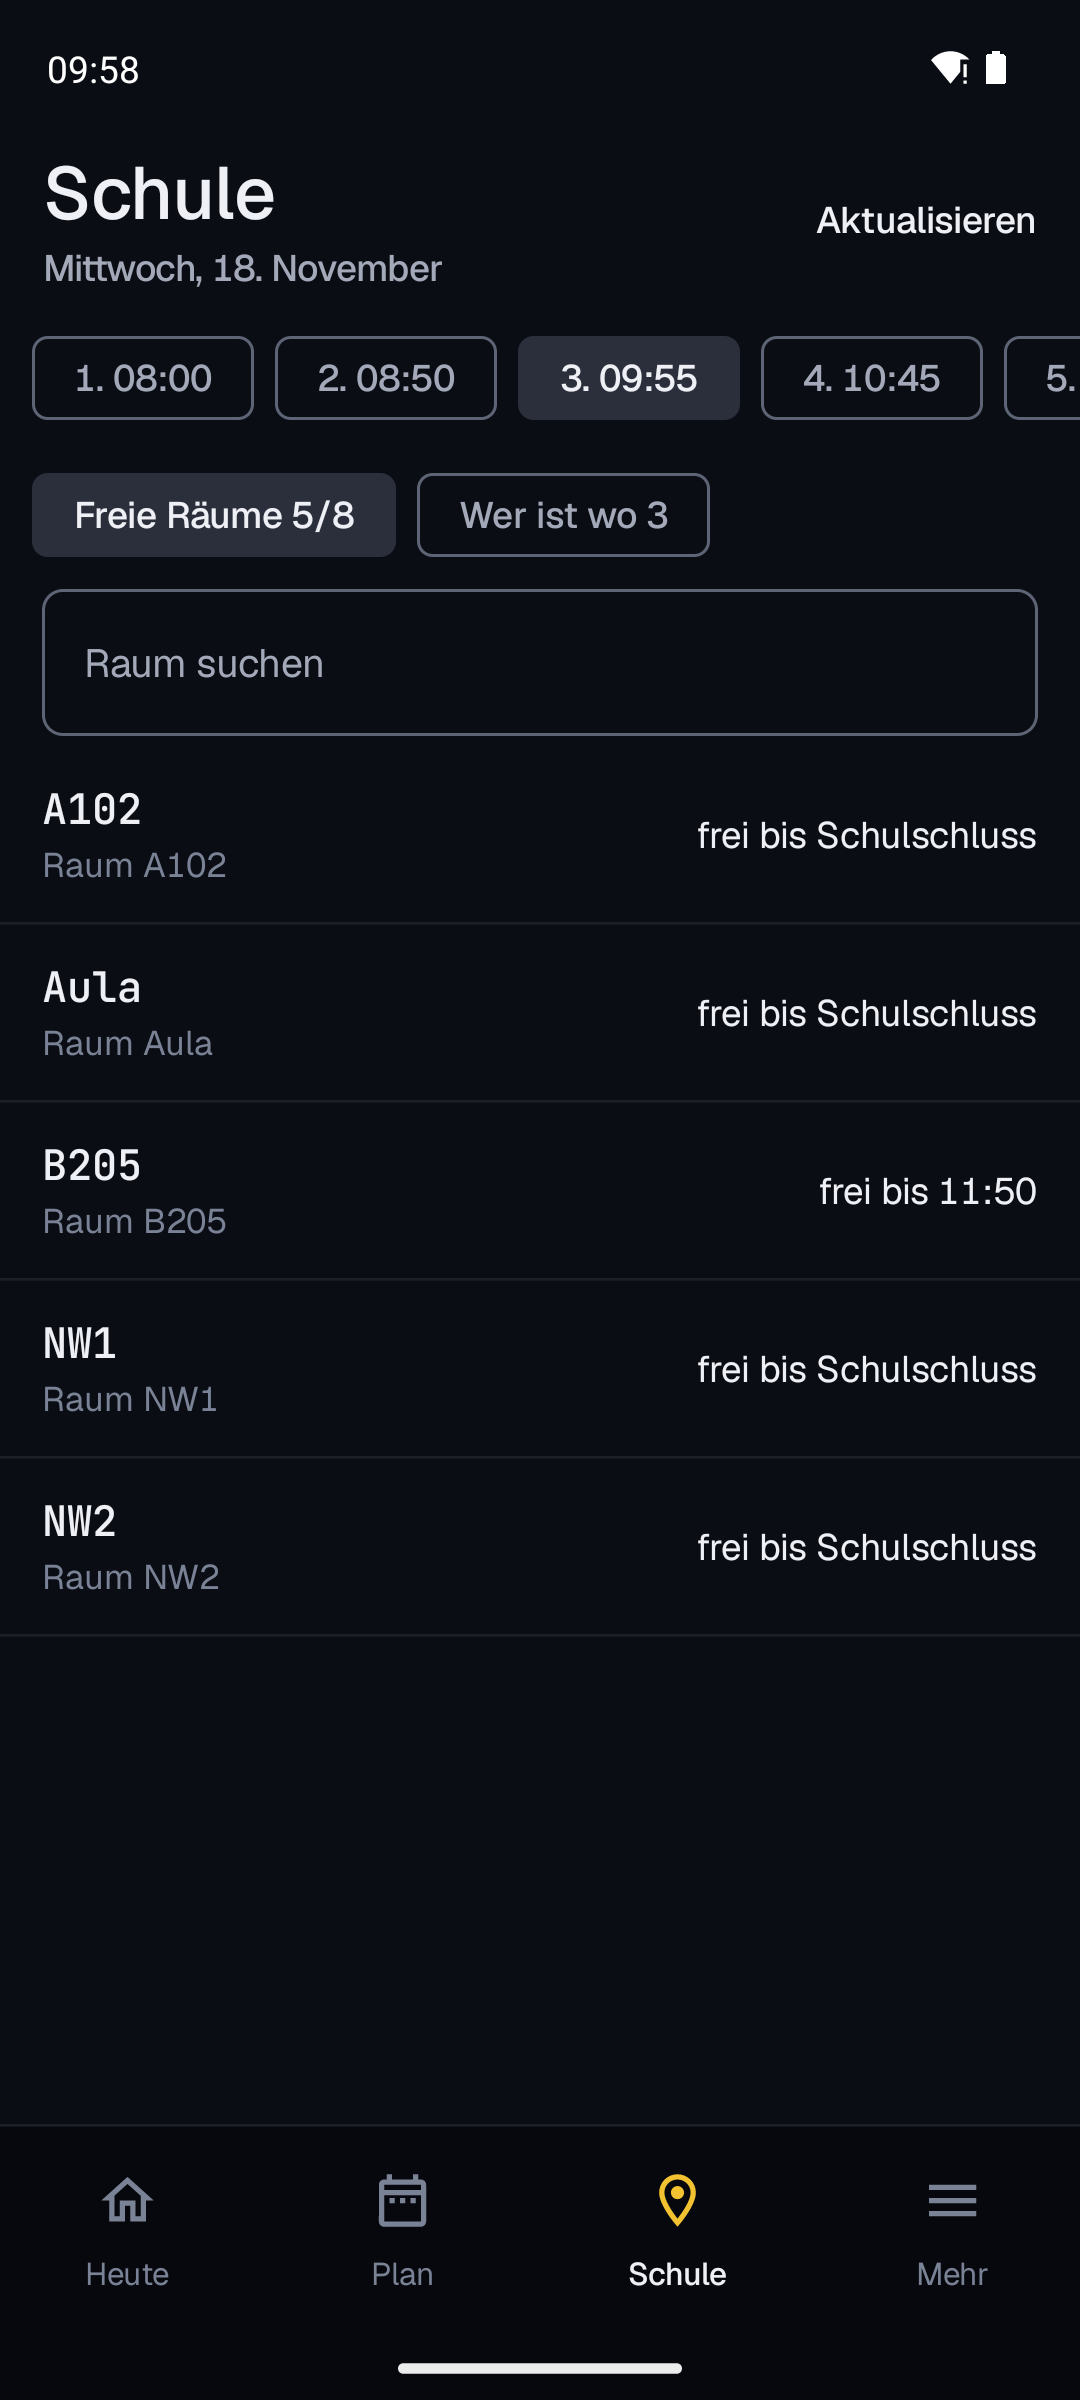 09:58
Schule
Aktualisieren
Mittwoch, 18. November
1. 08:00
2. 08:50
3. 09:55
4. 10:45
5.
Freie Räume 5/8
Wer ist wo 3
Raum suchen
A102
Raum A102
frei bis Schulschluss
Aula
Raum Aula
frei bis Schulschluss
B205
Raum B205
frei bis 11:50
NW1
Raum NW1
frei bis Schulschluss
NW2
Raum NW2
frei bis Schulschluss
Heute
Plan
Schule
Mehr